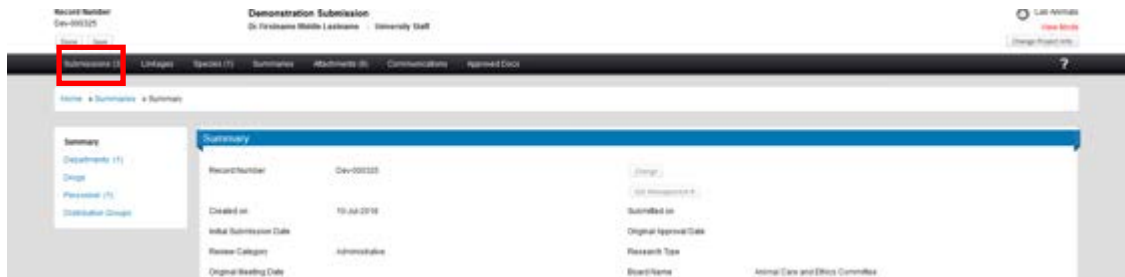 Record Number
Dev-000325
Demonstration Submission
Dr. Firstname Middle Lastname - University Staff
Lab Animals
View Mode
Done Save
Change Project Info
Submissions (3) Linkages Species (1) Summaries Attachments (0) Communications Approved Docs ?
Home » Summaries » Summary
Summary
Departments (1)
Drugs
Personnel (1)
Distribution Groups
Summary
Record Number Dev-000325 Change
Created on 10-Jul-2018 Submitted on
Initial Submission Date Original Approval Date
Review Category Administrative Research Type
Original Meeting Date Board Name Animal Care and Ethics Committee